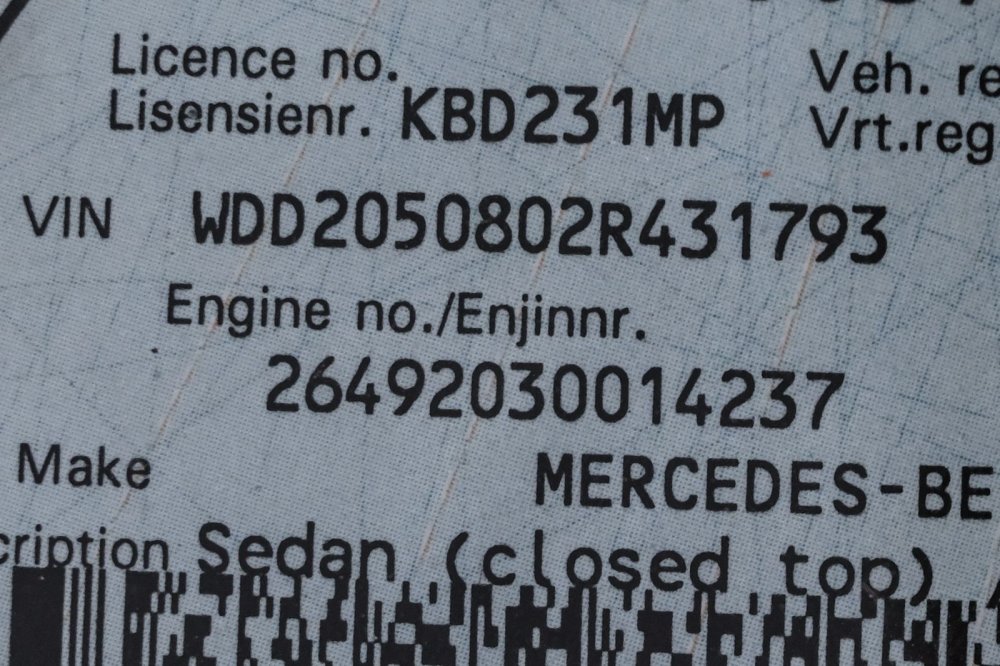 Licence no.
Lisensienr. KBD231MP
Veh. re
Vrt.reg
VIN WDD2050802R431793
Engine no./Enjinnr.
26492030014237
Make MERCEDES-BE
cription Sedan (closed top)